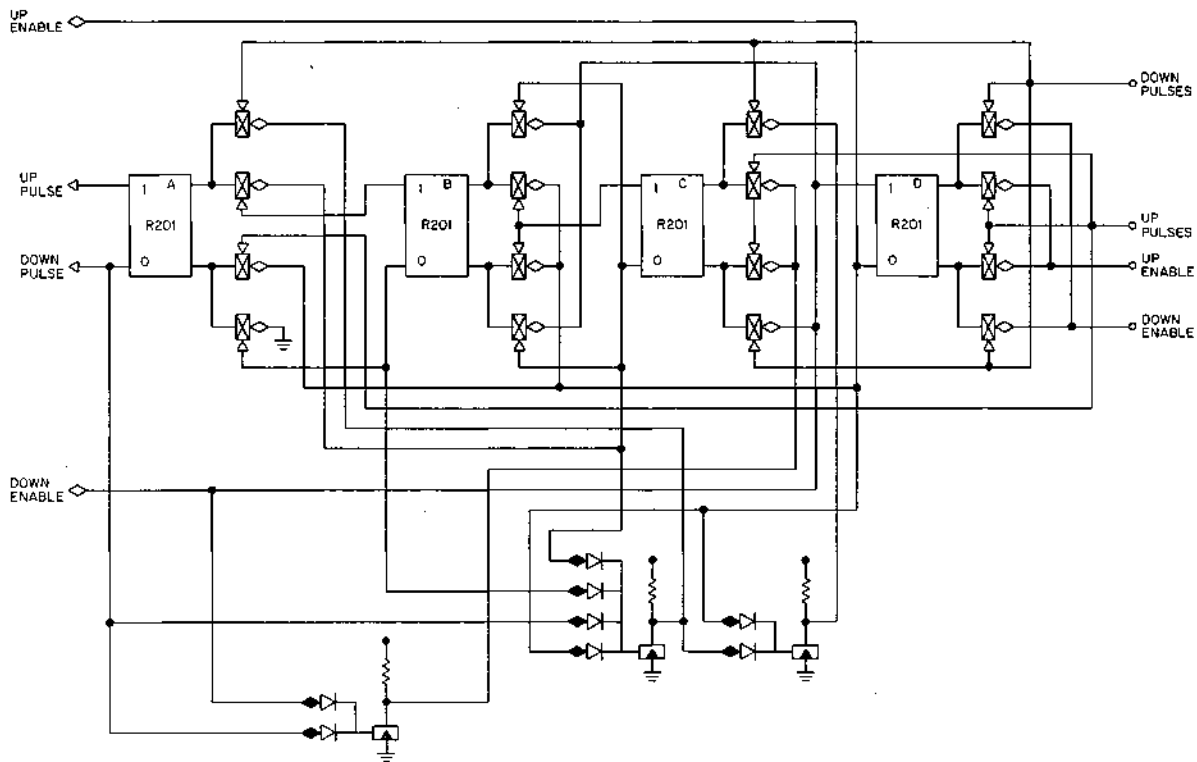 UP
ENABLE
DOWN
PULSES
UP
PULSE
1 A
R201
0
1 B
R201
0
1 C
R201
0
1 D
R201
0
UP
PULSES
DOWN
PULSE
UP
ENABLE
DOWN
ENABLE
DOWN
ENABLE